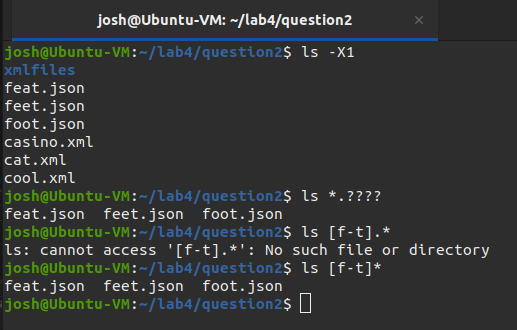 josh@Ubuntu-VM: ~/lab4/question2 ×
josh@Ubuntu-VM:~/lab4/question2$ ls -X1
xmlfiles
feat.json
feet.json
foot.json
casino.xml
cat.xml
cool.xml
josh@Ubuntu-VM:~/lab4/question2$ ls *.????
feat.json  feet.json  foot.json
josh@Ubuntu-VM:~/lab4/question2$ ls [f-t].*
ls: cannot access '[f-t].*': No such file or directory
josh@Ubuntu-VM:~/lab4/question2$ ls [f-t]*
feat.json  feet.json  foot.json
josh@Ubuntu-VM:~/lab4/question2$